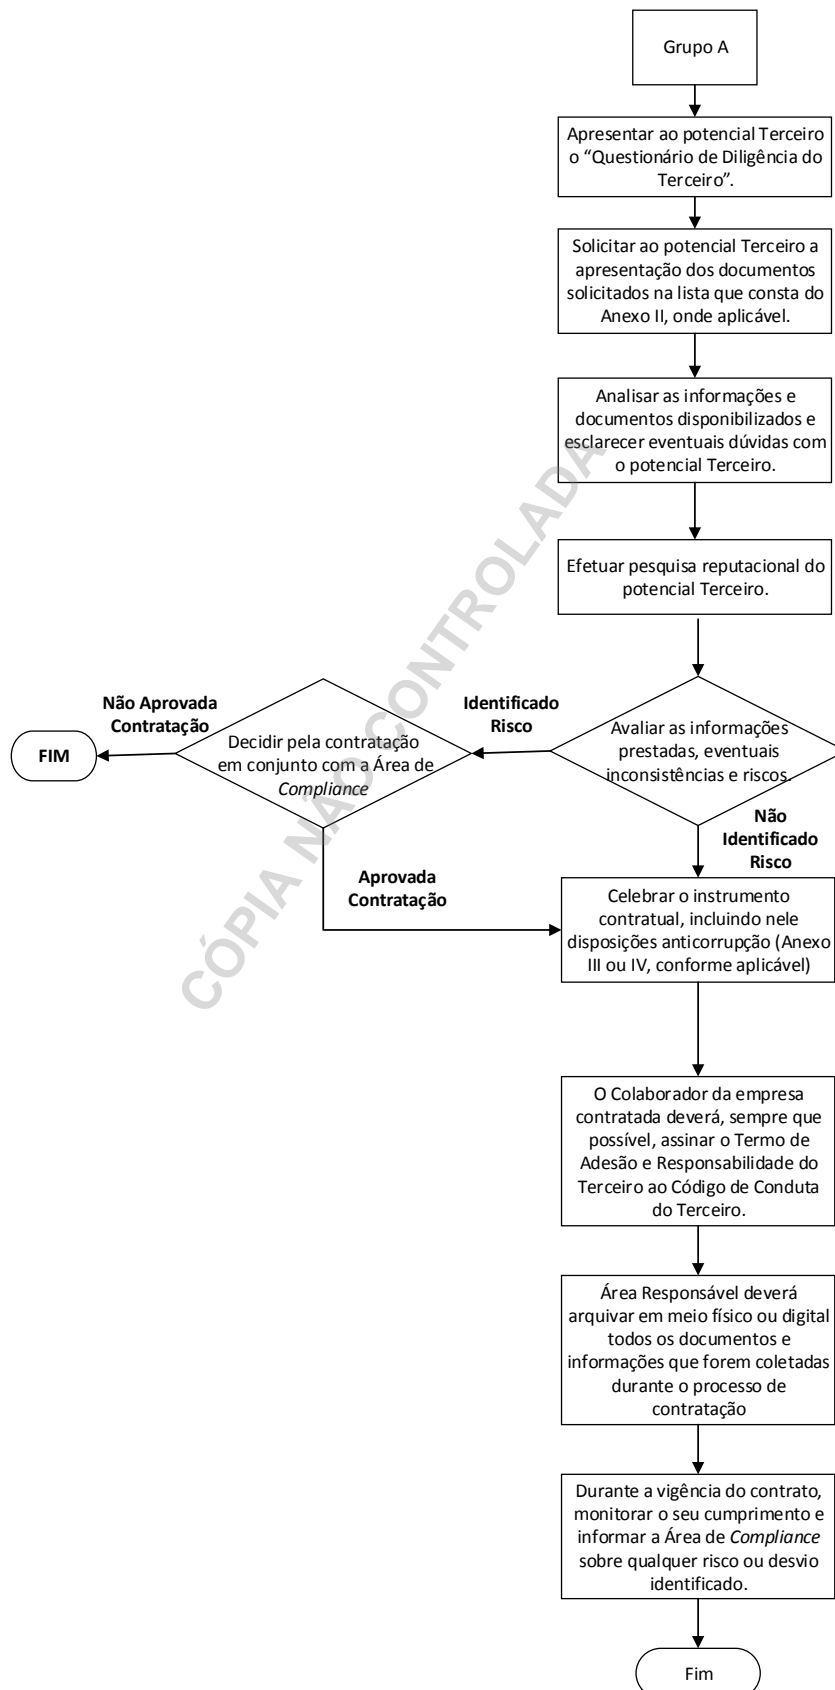 Grupo A
Apresentar ao potencial Terceiro
o “Questionário de Diligência do
Terceiro”.
Solicitar ao potencial Terceiro a
apresentação dos documentos
solicitados na lista que consta do
Anexo II, onde aplicável.
Analisar as informações e
documentos disponibilizados e
esclarecer eventuais dúvidas com
o potencial Terceiro.
Efetuar pesquisa reputacional do
potencial Terceiro.
Avaliar as informações
prestadas, eventuais
inconsistências e riscos.
Identificado
Risco
Decidir pela contratação
em conjunto com a Área de
Compliance
Não Aprovada
Contratação
FIM
Não
Identificado
Risco
Aprovada
Contratação
Celebrar o instrumento
contratual, incluindo nele
disposições anticorrupção (Anexo
III ou IV, conforme aplicável)
O Colaborador da empresa
contratada deverá, sempre que
possível, assinar o Termo de
Adesão e Responsabilidade do
Terceiro ao Código de Conduta
do Terceiro.
Área Responsável deverá
arquivar em meio físico ou digital
todos os documentos e
informações que forem coletadas
durante o processo de
contratação
Durante a vigência do contrato,
monitorar o seu cumprimento e
informar a Área de Compliance
sobre qualquer risco ou desvio
identificado.
Fim
CÓPIA NÃO CONTROLADA